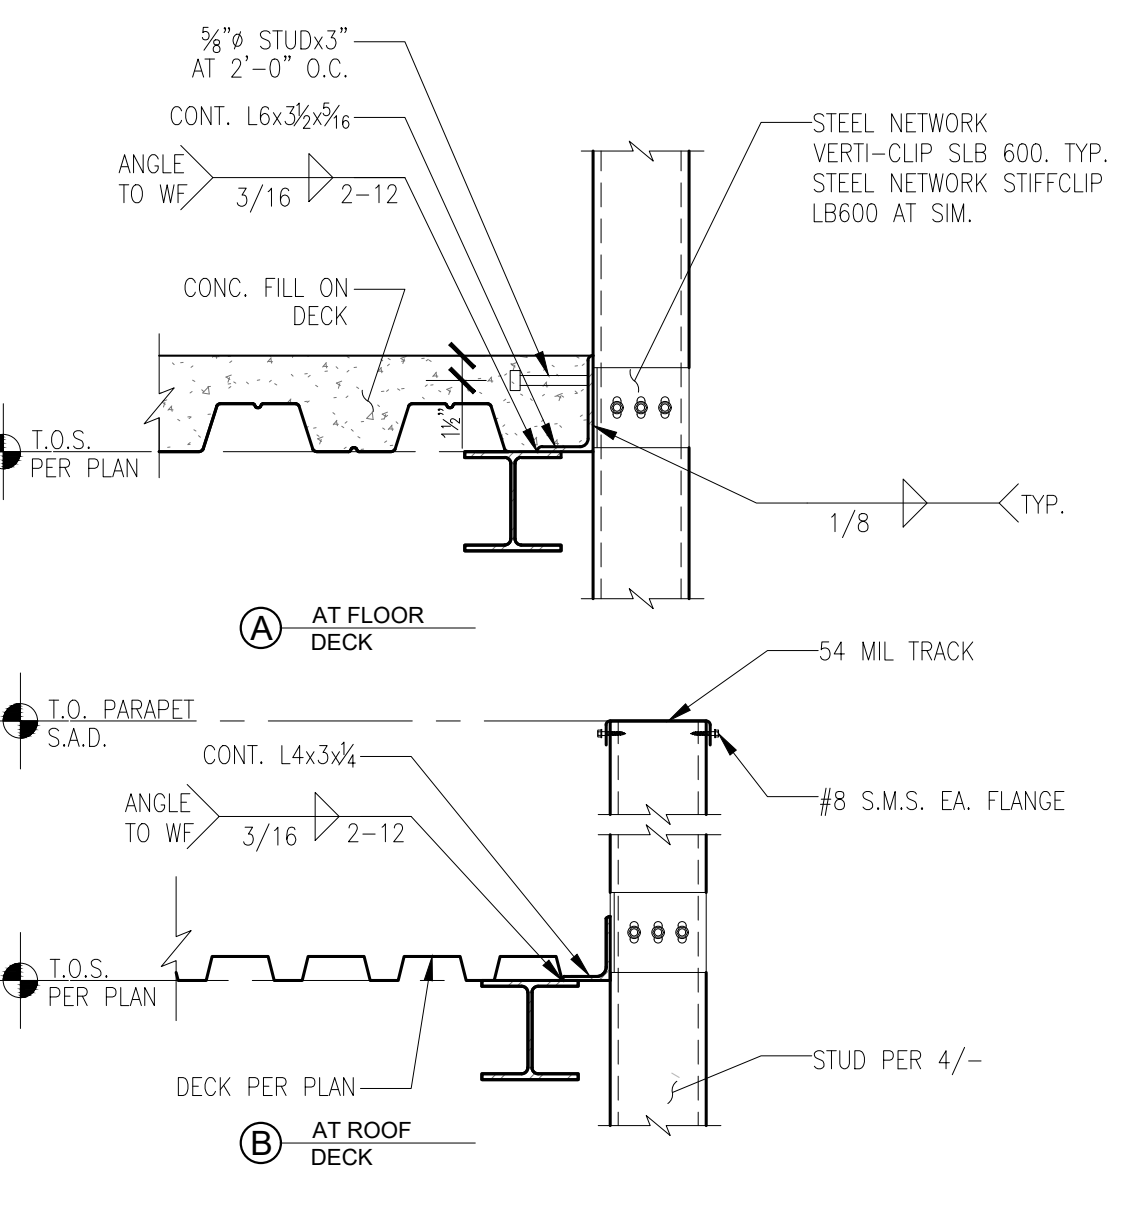 ⅝"ø STUDx3"
AT 2'-0" O.C.
CONT. L6x3½x5⁄16
ANGLE
TO WF
3/16
2-12
STEEL NETWORK
VERTI-CLIP SLB 600. TYP.
STEEL NETWORK STIFFCLIP
LB600 AT SIM.
CONC. FILL ON
DECK
1½"
T.O.S.
PER PLAN
1/8
TYP.
A
AT FLOOR
DECK
54 MIL TRACK
T.O. PARAPET
S.A.D.
CONT. L4x3x¼
ANGLE
TO WF
3/16
2-12
#8 S.M.S. EA. FLANGE
T.O.S.
PER PLAN
DECK PER PLAN
STUD PER 4/-
B
AT ROOF
DECK